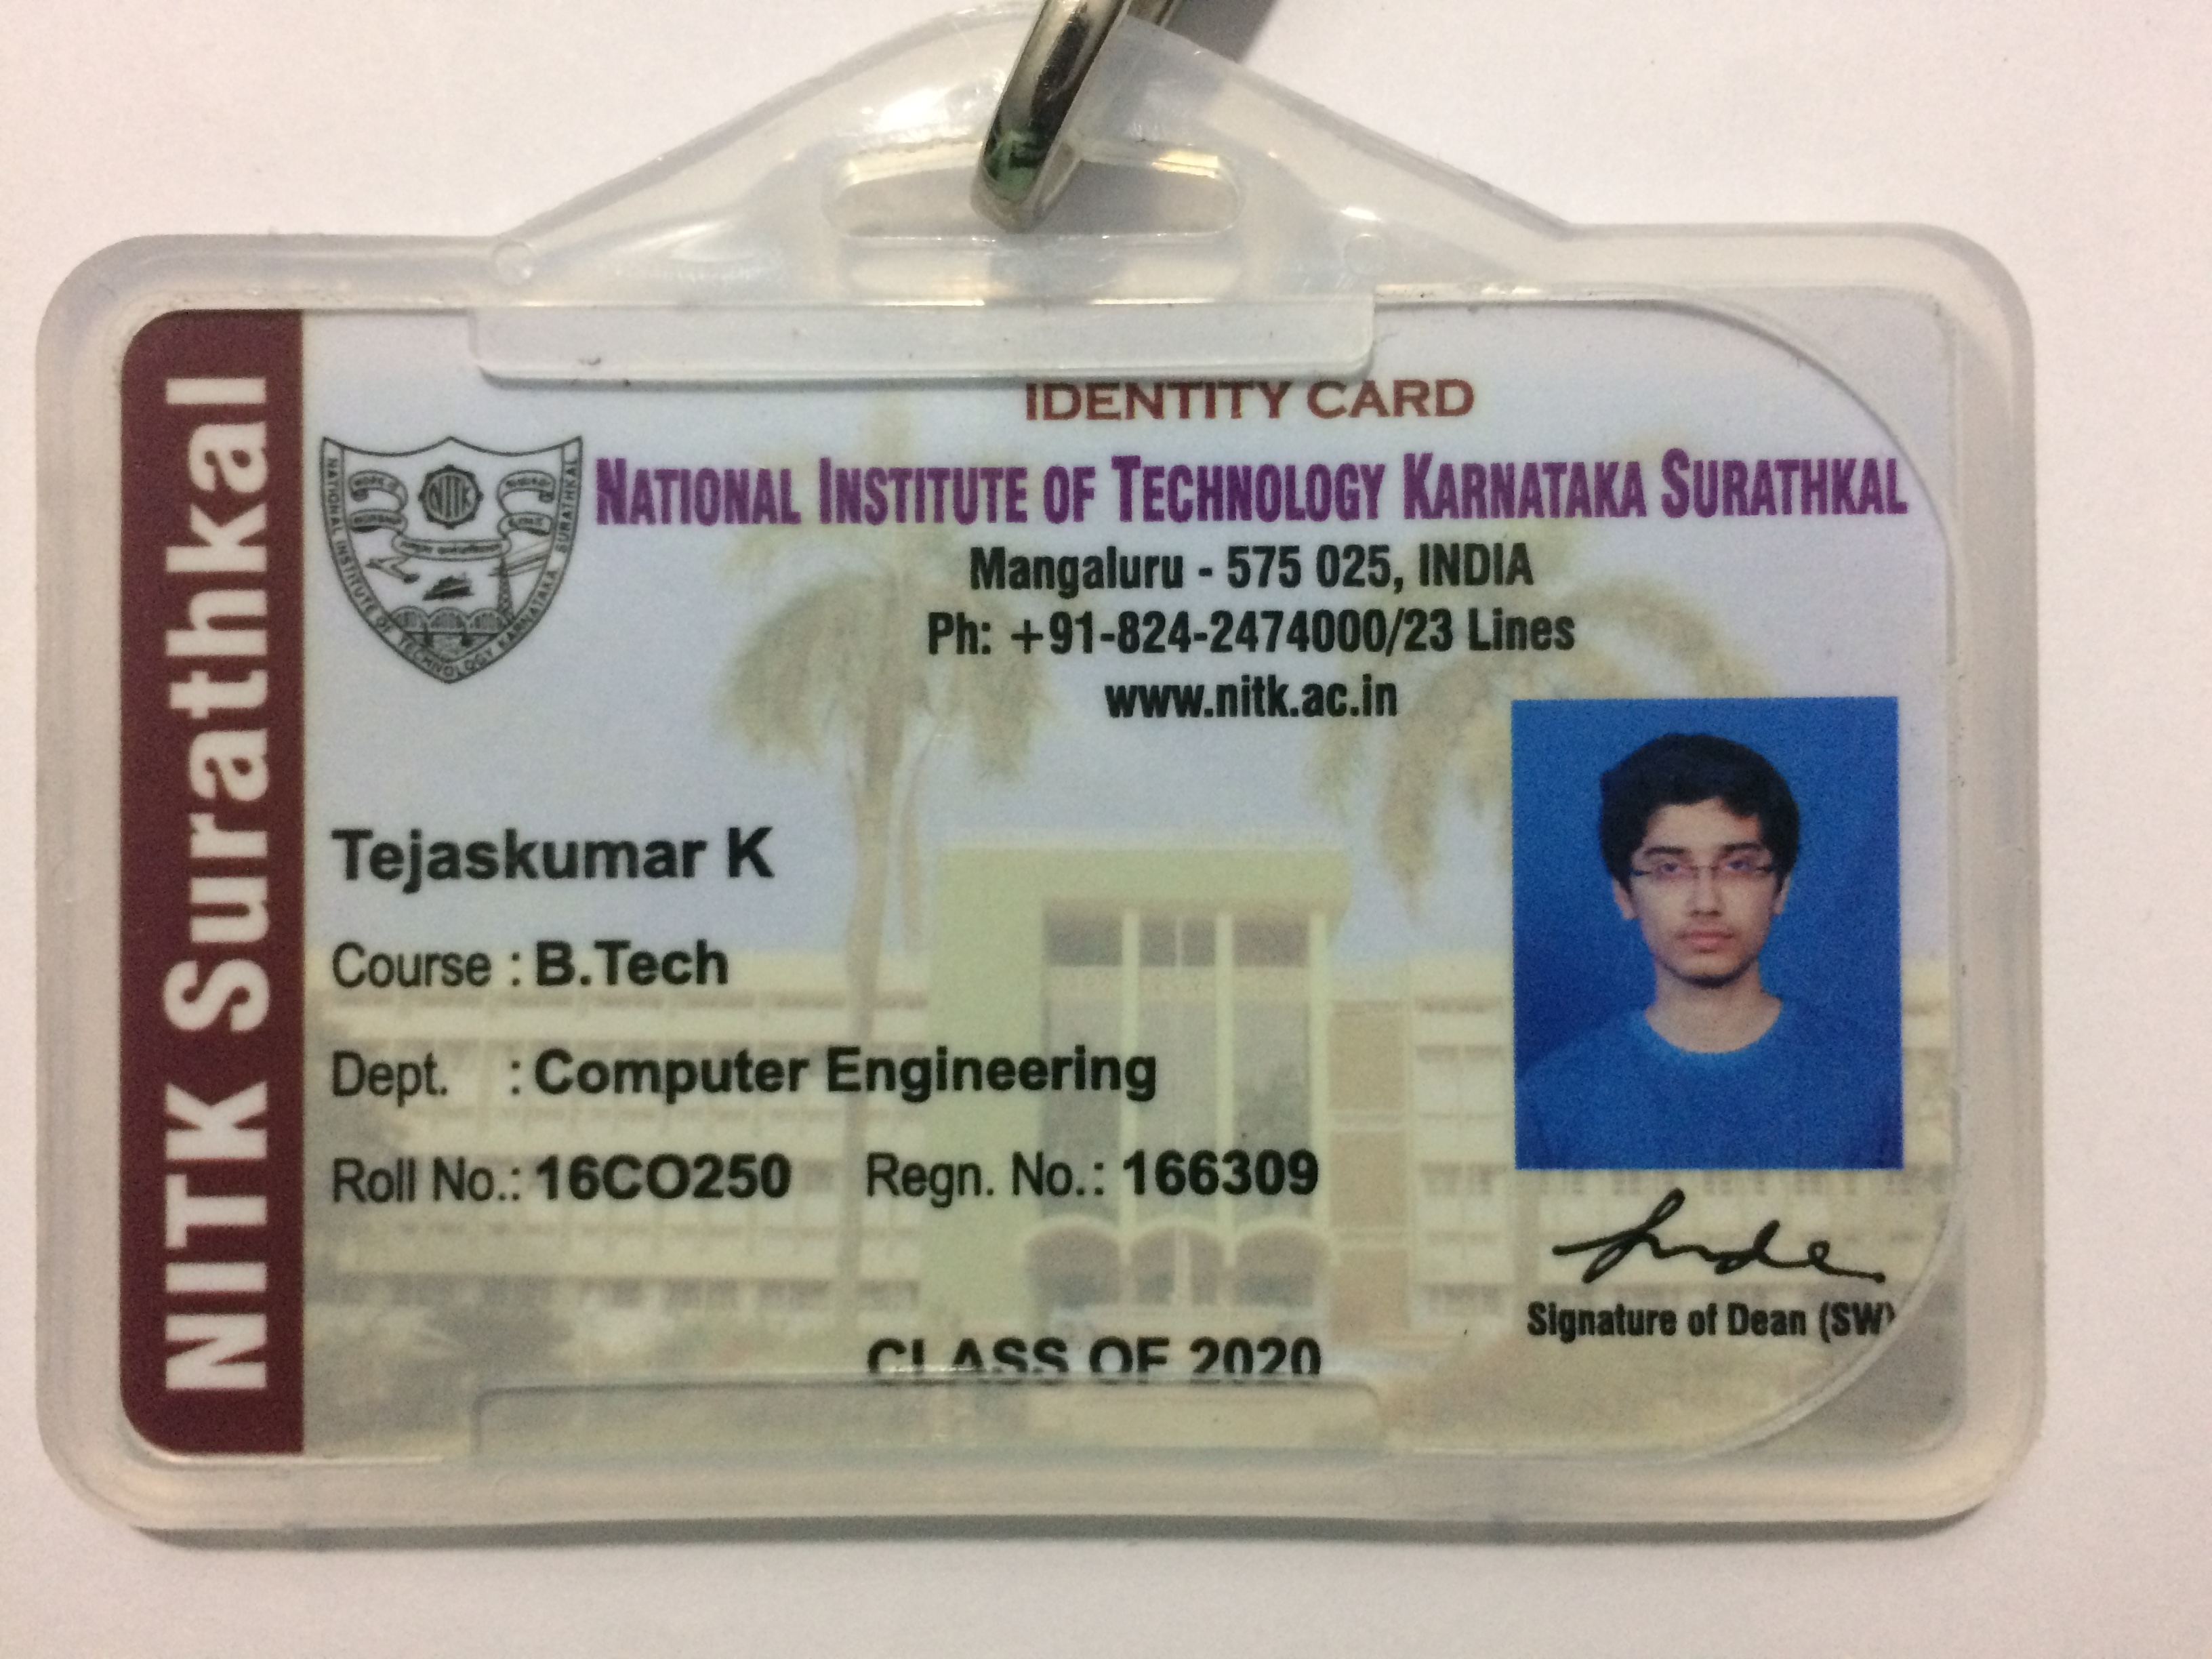 NITK Surathkal
IDENTITY CARD
NATIONAL INSTITUTE OF TECHNOLOGY KARNATAKA SURATHKAL
Mangaluru - 575 025, INDIA
Ph: +91-824-2474000/23 Lines
www.nitk.ac.in
NATIONAL INSTITUTE OF TECHNOLOGY KARNATAKA SURATHKAL
NITK
Tejaskumar K
Course : B.Tech
Dept. : Computer Engineering
Roll No.: 16CO250 Regn. No.: 166309
Signature of Dean (SW)
CLASS OF 2020